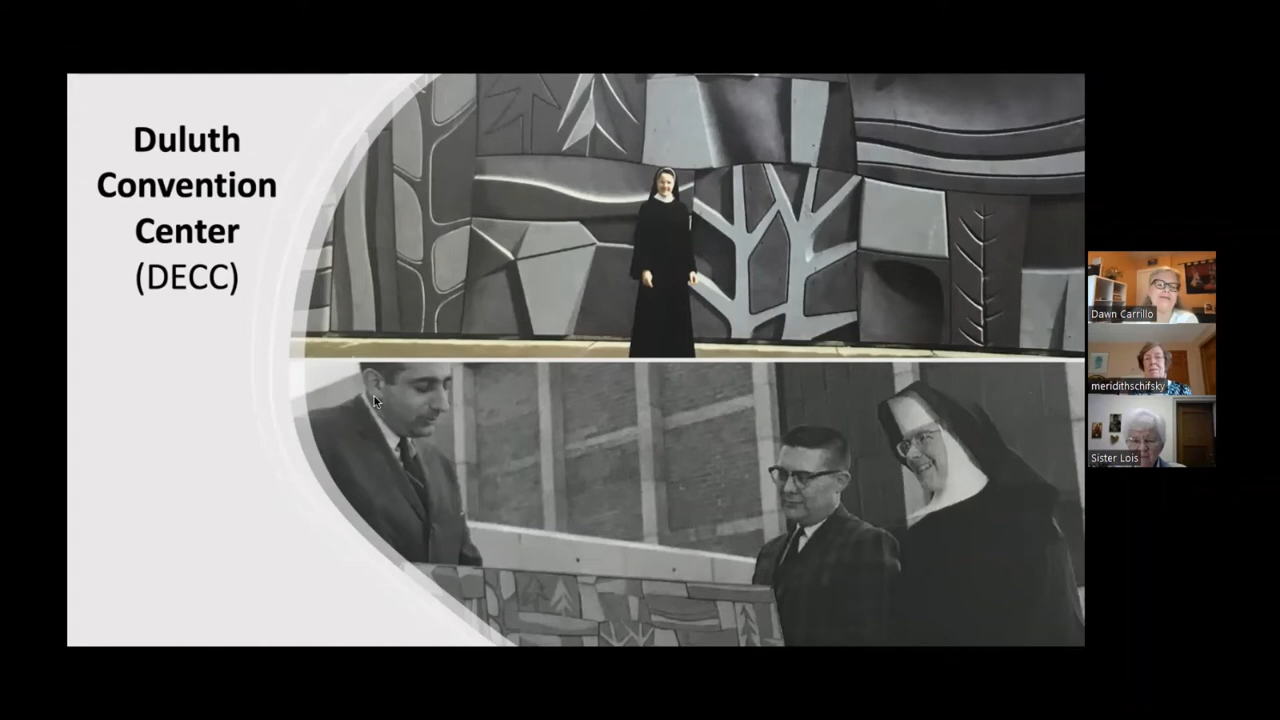 Duluth
Convention
Center
(DECC)
Dawn Carrillo
meridithschifsky
Sister Lois